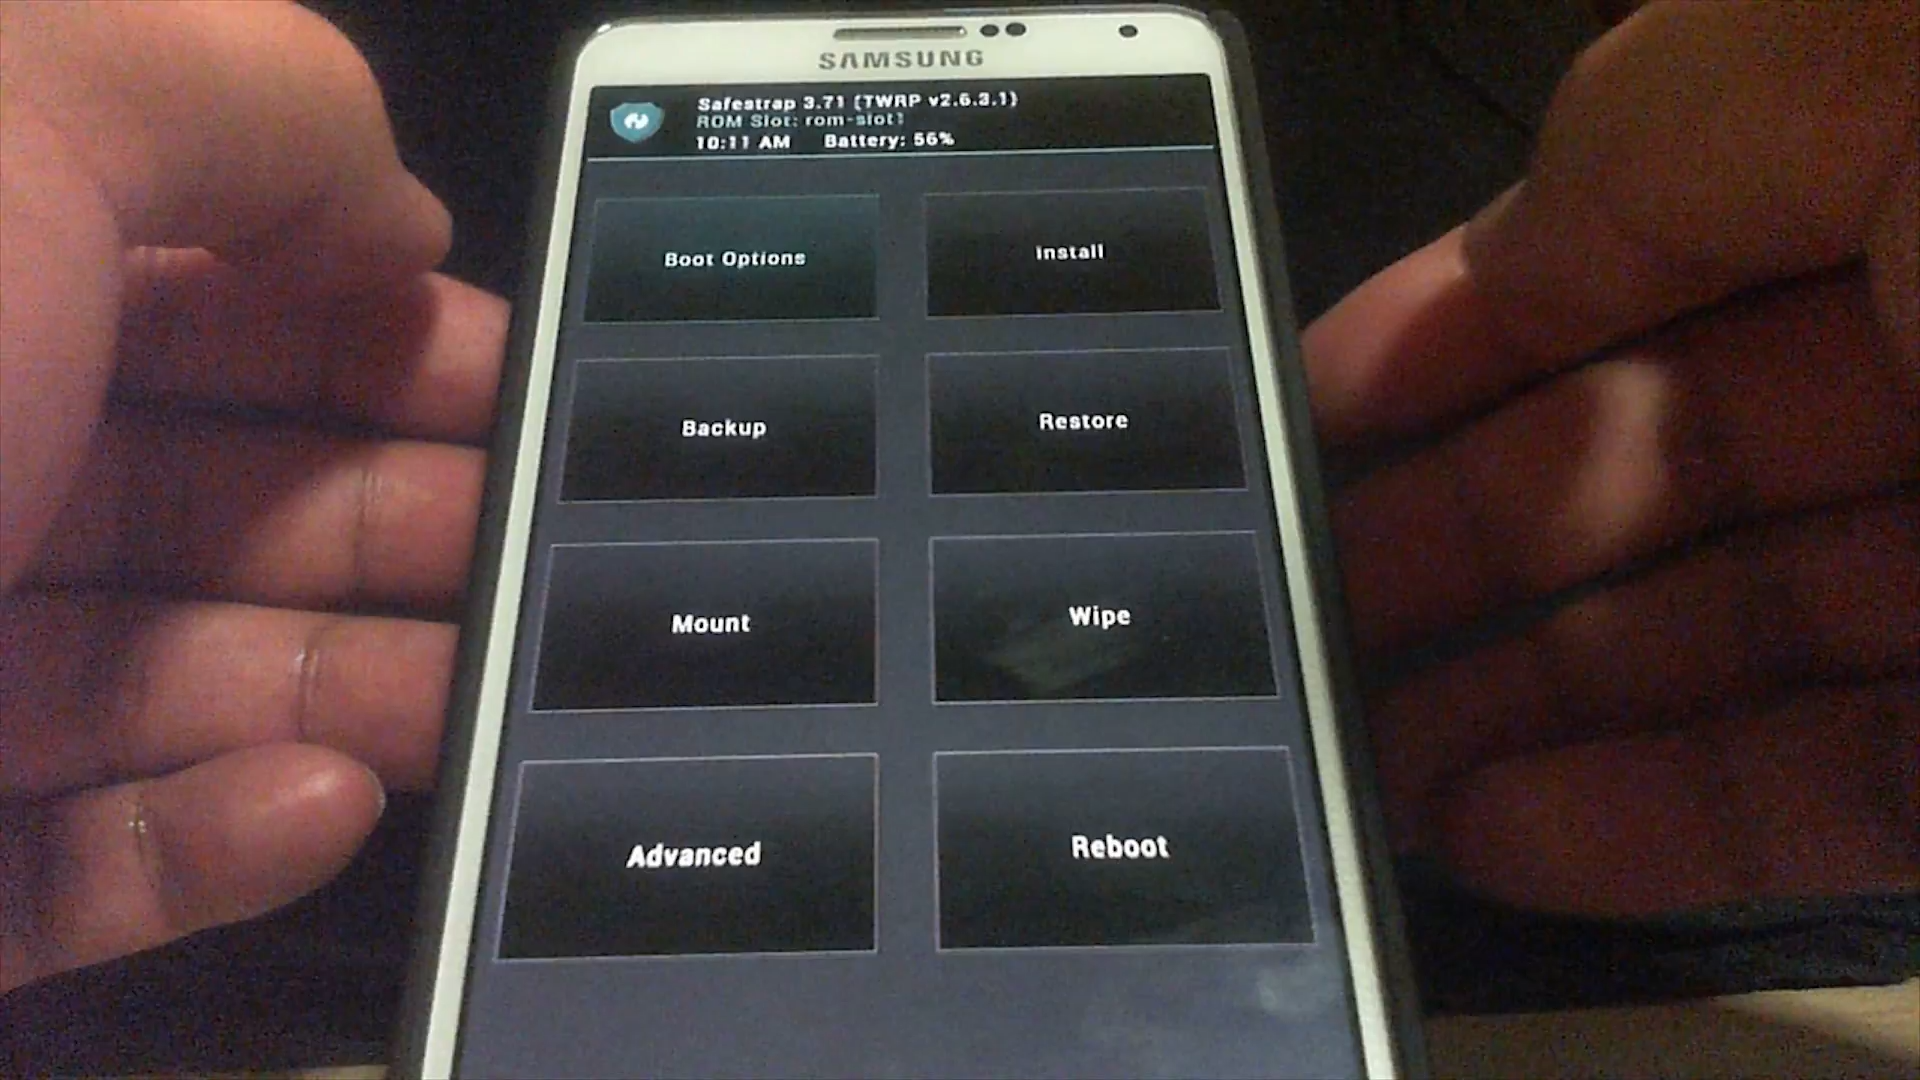 SAMSUNG
Safestrap 3.71 (TWRP v2.6.3.1)
ROM Slot: rom-slot1
10:11 AM Battery: 56%
Boot Options
Install
Backup
Restore
Mount
Wipe
Advanced
Reboot